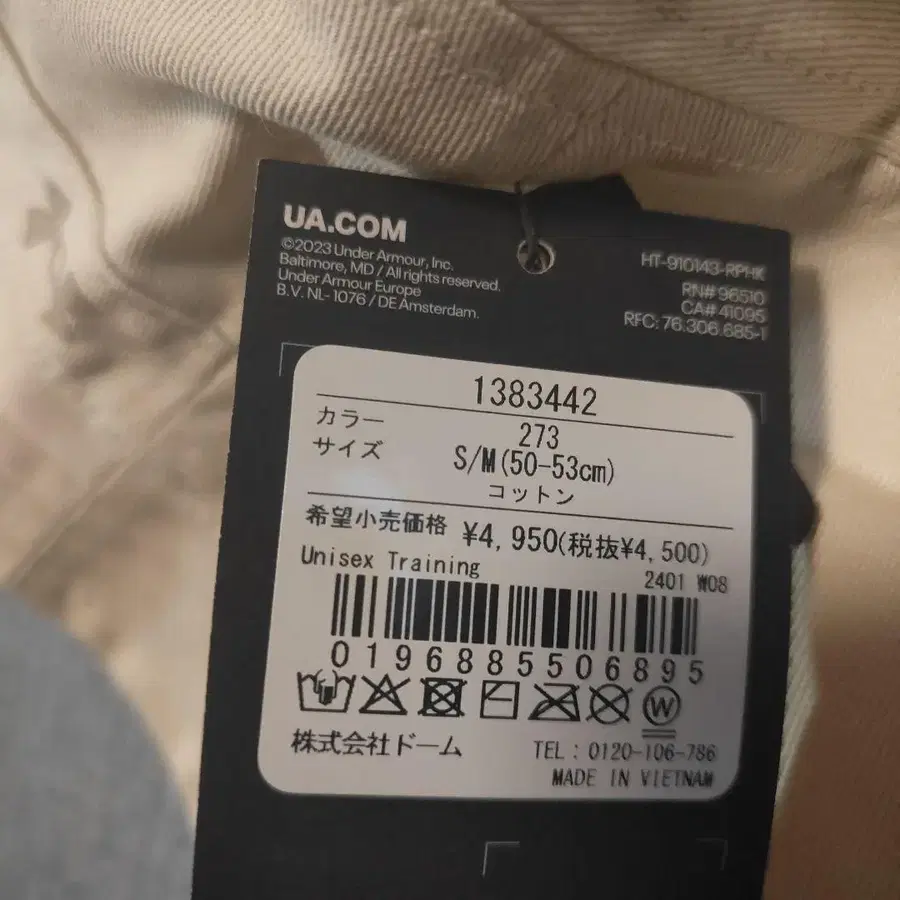 UA.COM
©2023 Under Armour, Inc.
Baltimore, MD / All rights reserved.
Under Armour Europe
B.V. NL-1076 / DE Amsterdam.
HT-910143-RPHK
RN# 96510
CA# 41095
RFC: 76.306.685-1
1383442
カラー 273
サイズ S/M(50-53cm)
コットン
希望小売価格 ¥4,950(税抜¥4,500)
Unisex Training 2401 W08
0196885506895
W
株式会社ドーム TEL : 0120-106-786
MADE IN VIETNAM